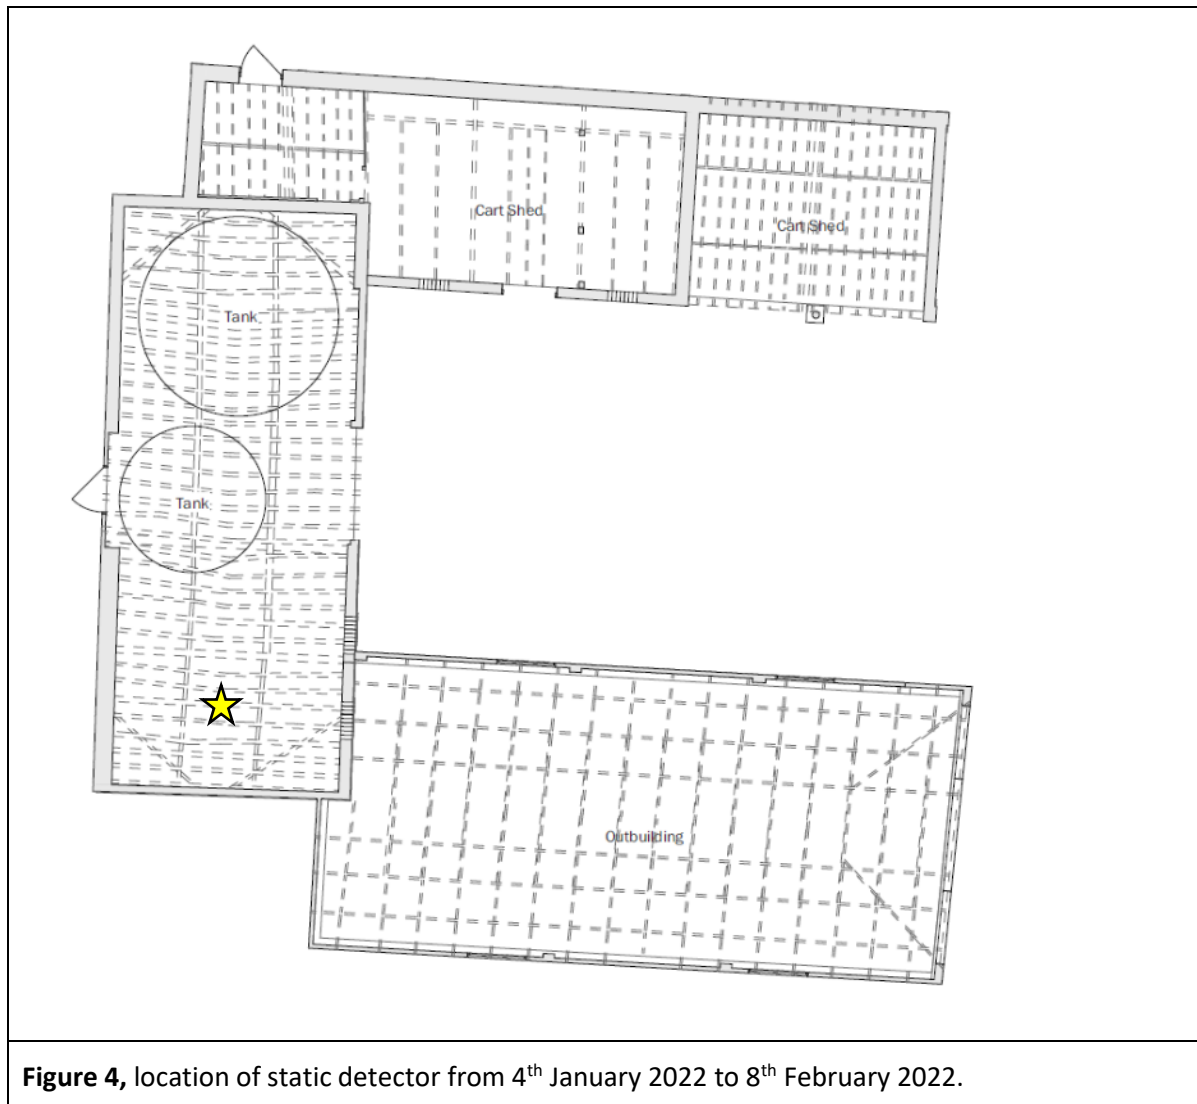 Cart Shed
Cart Shed
Tank
Tank
Outbuilding
Figure 4, location of static detector from 4th January 2022 to 8th February 2022.